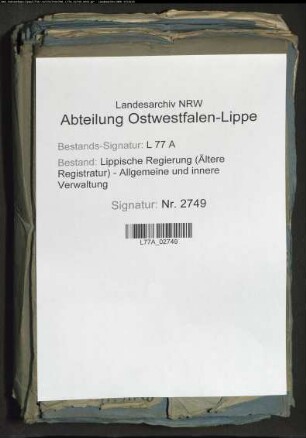 Landesarchiv NRW
Abteilung Ostwestfalen-Lippe
Bestands-Signatur: L 77 A
Bestand: Lippische Regierung (Ältere
Registratur) - Allgemeine und innere
Verwaltung
Signatur: Nr. 2749
L77A_02749